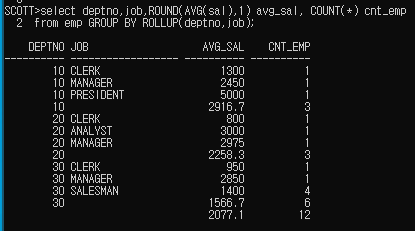 SCOTT>select deptno,job,ROUND(AVG(sal),1) avg_sal, COUNT(*) cnt_emp
2 from emp GROUP BY ROLLUP(deptno,job);
DEPTNO JOB AVG_SAL CNT_EMP
---------- ------------------ ---------- ----------
10 CLERK 1300 1
10 MANAGER 2450 1
10 PRESIDENT 5000 1
10 2916.7 3
20 CLERK 800 1
20 ANALYST 3000 1
20 MANAGER 2975 1
20 2258.3 3
30 CLERK 950 1
30 MANAGER 2850 1
30 SALESMAN 1400 4
30 1566.7 6
2077.1 12